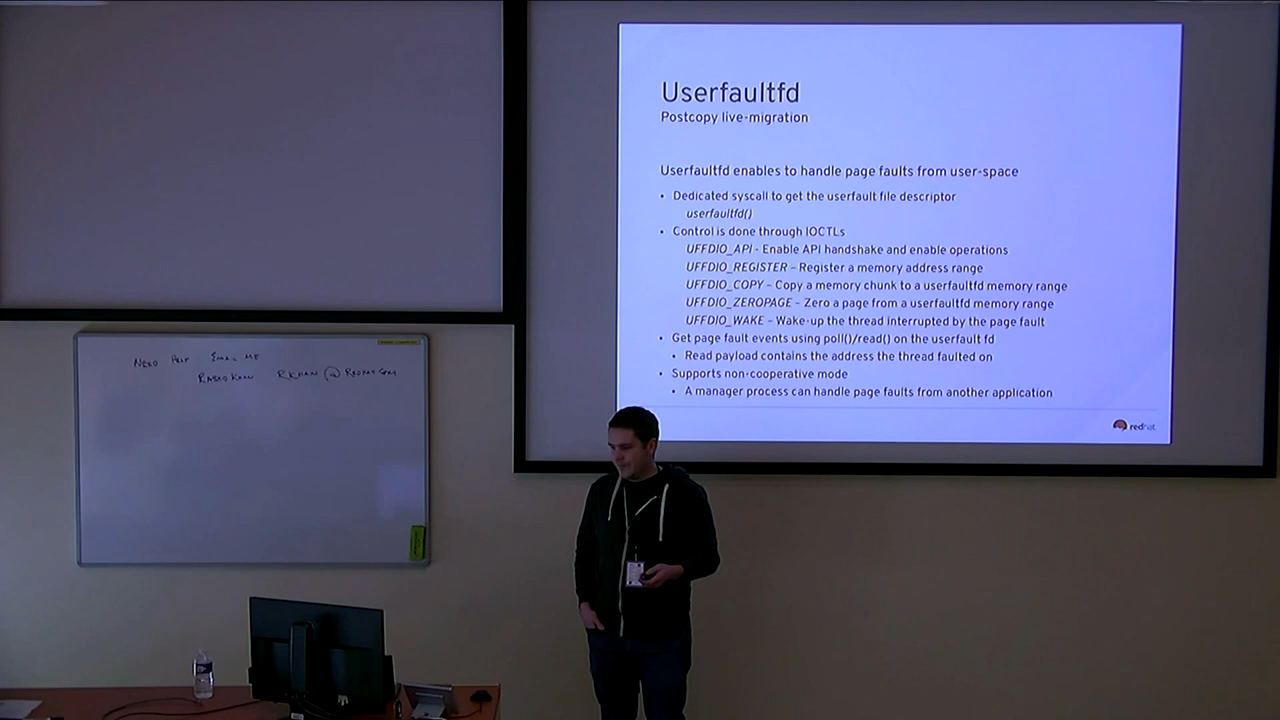 Userfaultfd
Postcopy live-migration
Userfaultfd enables to handle page faults from user-space
• Dedicated syscall to get the userfault file descriptor
userfaultfd()
• Control is done through IOCTLs
UFFDIO_API - Enable API handshake and enable operations
UFFDIO_REGISTER – Register a memory address range
UFFDIO_COPY – Copy a memory chunk to a userfaultfd memory range
UFFDIO_ZEROPAGE – Zero a page from a userfaultfd memory range
UFFDIO_WAKE – Wake-up the thread interrupted by the page fault
• Get page fault events using poll()/read() on the userfault fd
• Read payload contains the address the thread faulted on
• Supports non-cooperative mode
• A manager process can handle page faults from another application
redhat.
NEED HELP EMAIL ME
RKHAN @ REDHAT.COM